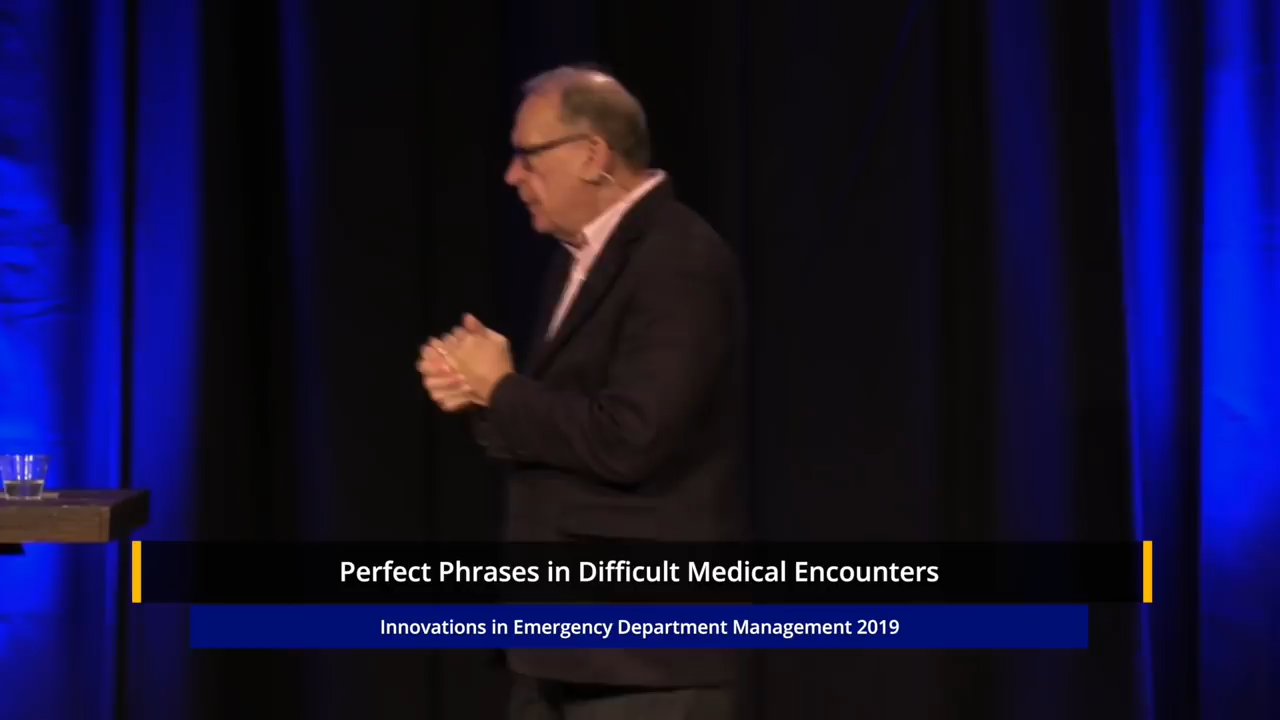 Perfect Phrases in Difficult Medical Encounters
Innovations in Emergency Department Management 2019